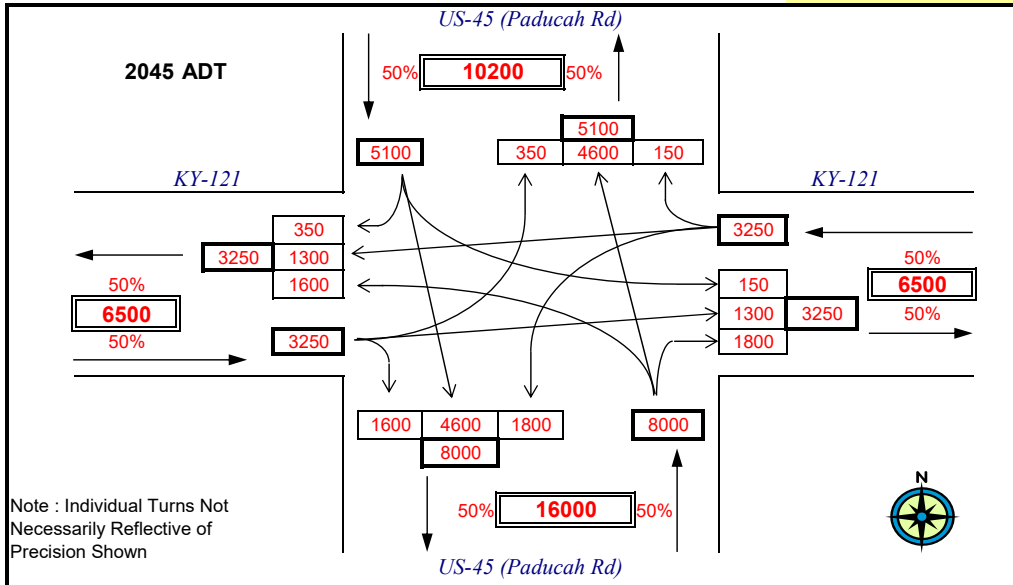 US-45 (Paducah Rd)
2045 ADT
50% 10200 50%
5100
5100
350 4600 150
KY-121
KY-121
350
3250 1300
1600
3250
50%
6500
50%
50%
6500
50%
150
1300 3250
1800
3250
1600 4600 1800
8000
8000
50% 16000 50%
Note : Individual Turns Not
Necessarily Reflective of
Precision Shown
N
US-45 (Paducah Rd)